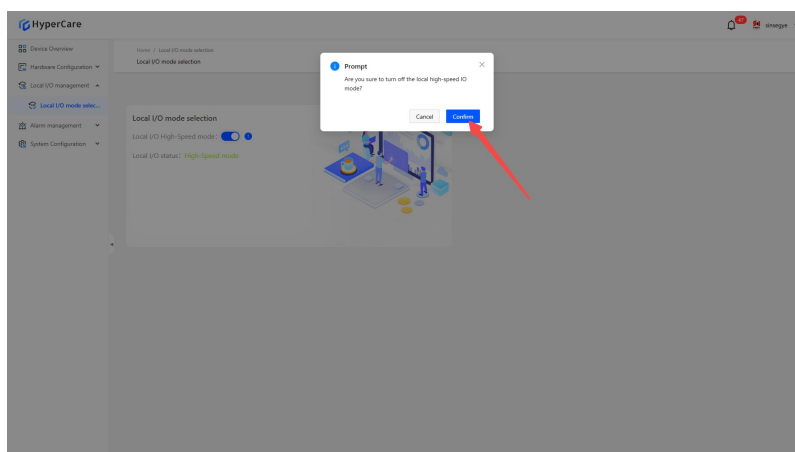 HyperCare
47
sinsegye
Device Overview
Hardware Configuration
Local I/O management
Local I/O mode selec...
Alarm management
System Configuration
Home / Local I/O mode selection
Local I/O mode selection
Prompt
Are you sure to turn off the local high-speed IO
mode?
Cancel
Confirm
Local I/O mode selection
Local I/O High-Speed mode:
Local I/O status: High-Speed mode